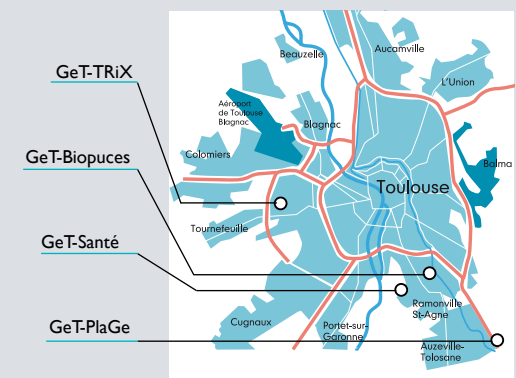 GeT-TRiX
GeT-Biopuces
GeT-Santé
GeT-PlaGe
Beauzelle
Aucamville
L'Union
Aéroport
de Toulouse
Blagnac
Blagnac
Colomiers
Balma
Toulouse
Tournefeuille
Cugnaux
Portet-sur-
Garonne
Ramonville
St-Agne
Auzeville-
Tolosane